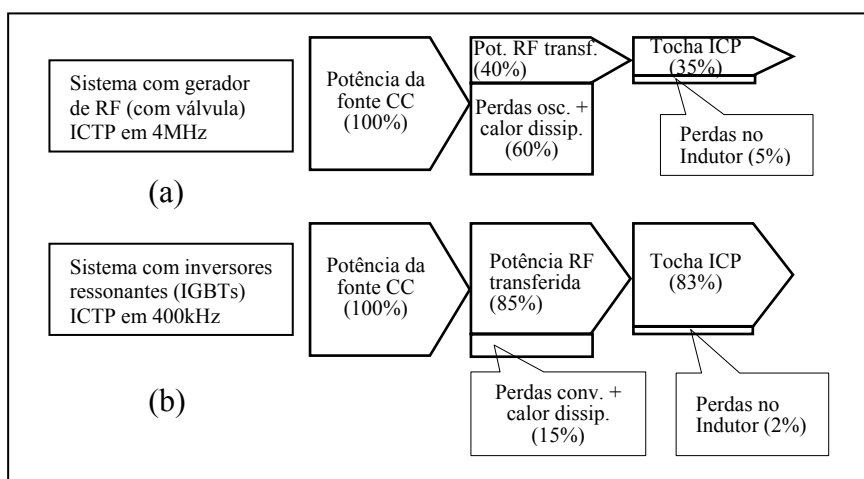 Sistema com gerador
de RF (com válvula)
ICTP em 4MHz
(a)
Potência da
fonte CC
(100%)
Pot. RF transf.
(40%)
Perdas osc. +
calor dissip.
(60%)
Tocha ICP
(35%)
Perdas no
Indutor (5%)
Sistema com inversores
ressonantes (IGBTs)
ICTP em 400kHz
(b)
Potência da
fonte CC
(100%)
Potência RF
transferida
(85%)
Perdas conv. +
calor dissip.
(15%)
Tocha ICP
(83%)
Perdas no
Indutor (2%)